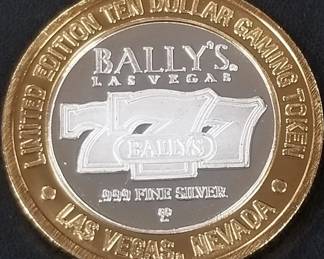 LIMITED EDITION TEN DOLLAR GAMING TOKEN
BALLY'S.
LAS VEGAS
777
BALLY'S
.999 FINE SILVER
LAS VEGAS, NEVADA